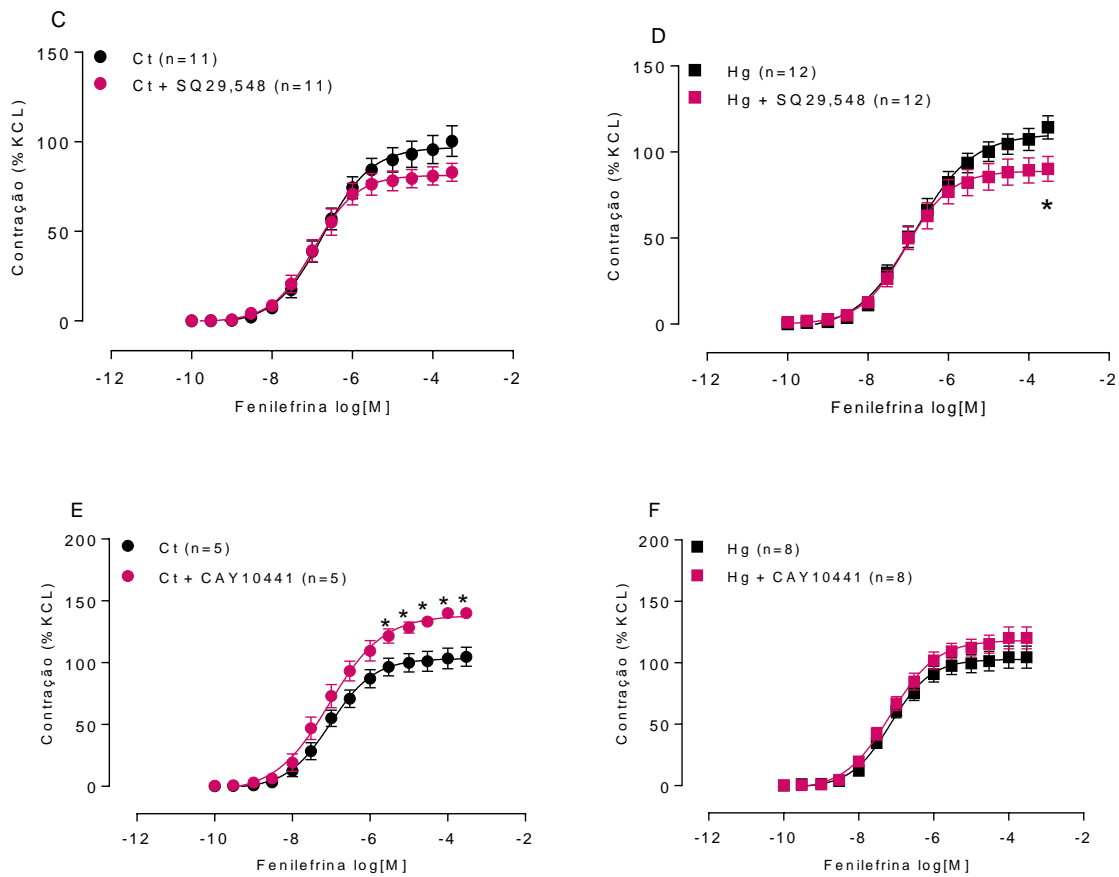 C
150
Ct (n=11)
Ct + SQ29,548 (n=11)
100
50
0
Contração (% KCL)
-12 -10 -8 -6 -4 -2
Fenilefrina log[M]
D
150
Hg (n=12)
Hg + SQ29,548 (n=12)
100
50
0
Contração (% KCL)
*
-12 -10 -8 -6 -4 -2
Fenilefrina log[M]
E
200
Ct (n=5)
Ct + CAY10441 (n=5)
150
100
50
0
Contração (% KCL)
* * * * *
-12 -10 -8 -6 -4 -2
Fenilefrina log[M]
F
200
Hg (n=8)
Hg + CAY10441 (n=8)
150
100
50
0
Contração (% KCL)
-12 -10 -8 -6 -4 -2
Fenilefrina log[M]